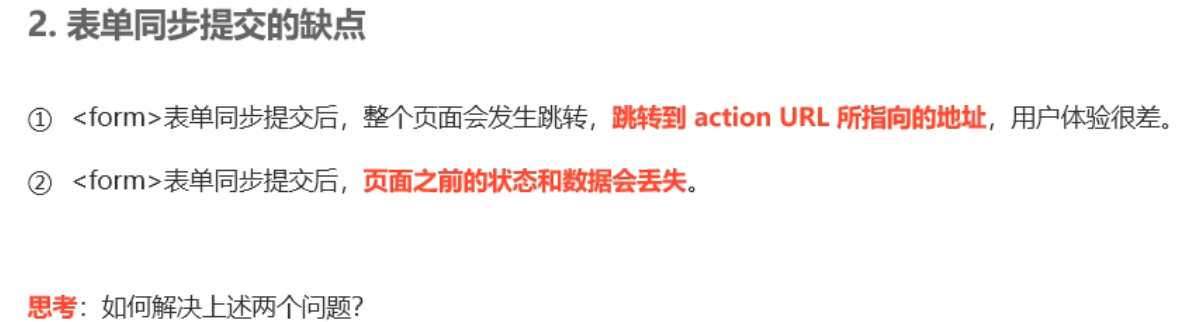 2. 表单同步提交的缺点
① <form>表单同步提交后，整个页面会发生跳转，跳转到 action URL 所指向的地址，用户体验很差。
② <form>表单同步提交后，页面之前的状态和数据会丢失。
思考：如何解决上述两个问题？